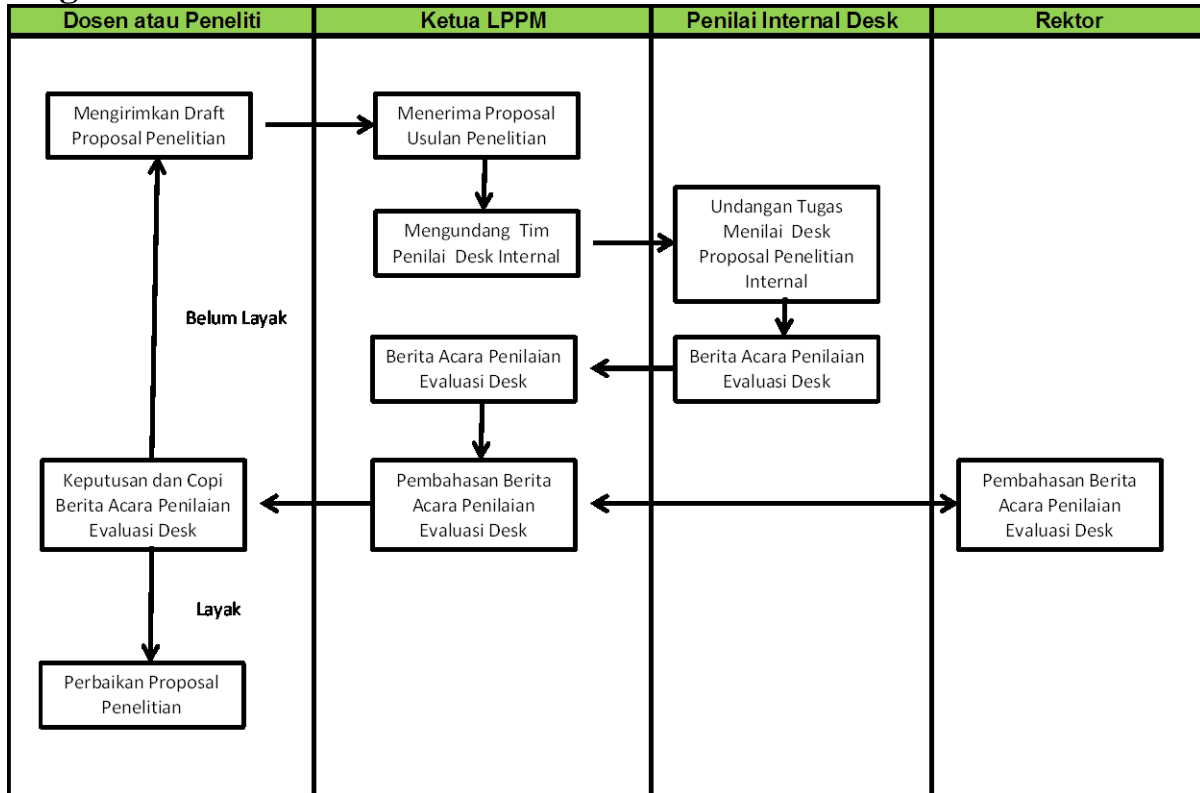 Dosen atau Peneliti
Ketua LPPM
Penilai Internal Desk
Rektor
Mengirimkan Draft
Proposal Penelitian
Menerima Proposal
Usulan Penelitian
Mengundang Tim
Penilai Desk Internal
Undangan Tugas
Menilai Desk
Proposal Penelitian
Internal
Belum Layak
Berita Acara Penilaian
Evaluasi Desk
Berita Acara Penilaian
Evaluasi Desk
Keputusan dan Copi
Berita Acara Penilaian
Evaluasi Desk
Pembahasan Berita
Acara Penilaian
Evaluasi Desk
Pembahasan Berita
Acara Penilaian
Evaluasi Desk
Layak
Perbaikan Proposal
Penelitian